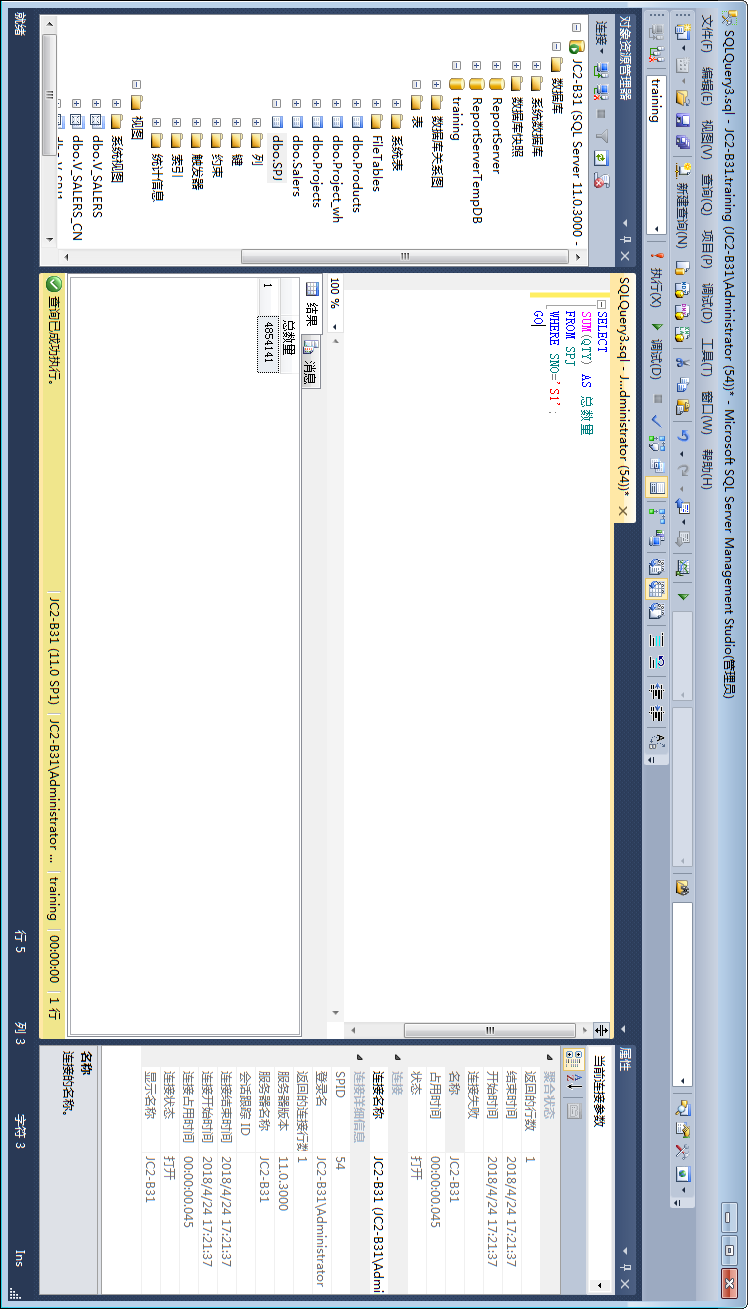 SQLQuery3.sql - JC2-B31.training (JC2-B31\Administrator (54))* - Microsoft SQL Server Management Studio(管理员)
文件(F) 编辑(E) 视图(V) 查询(Q) 项目(P) 调试(D) 工具(T) 窗口(W) 帮助(H)
新建查询(N)
training 执行(X) 调试(D)
对象资源管理器
连接
JC2-B31 (SQL Server 11.0.3000 -
数据库
系统数据库
数据库快照
ReportServer
ReportServerTempDB
training
数据库关系图
表
系统表
FileTables
dbo.Products
dbo.Project_wh
dbo.Projects
dbo.Salers
dbo.SPJ
列
键
约束
触发器
索引
统计信息
视图
系统视图
dbo.V_SALERS
dbo.V_SALERS_CN
SQLQuery3.sql - J...dministrator (54))*
SELECT
SUM(QTY) AS 总数量
FROM SPJ
WHERE SNO='S1';
GO
100 %
结果 消息
总数量
1 4854141
查询已成功执行。 JC2-B31 (11.0 SP1) JC2-B31\Administrator ... training 00:00:00 1 行
属性
当前连接参数
聚合状态
返回的行数 1
结束时间 2018/4/24 17:21:37
开始时间 2018/4/24 17:21:37
连接失败
名称 JC2-B31
占用时间 00:00:00.045
状态 打开
连接
连接名称 JC2-B31 (JC2-B31\Admi
连接详细信息
SPID 54
登录名 JC2-B31\Administrator
返回的连接行数 1
服务器版本 11.0.3000
服务器名称 JC2-B31
会话跟踪 ID
连接结束时间 2018/4/24 17:21:37
连接开始时间 2018/4/24 17:21:37
连接占用时间 00:00:00.045
连接状态 打开
显示名称 JC2-B31
名称
连接的名称。
就绪 行 5 列 3 字符 3 Ins